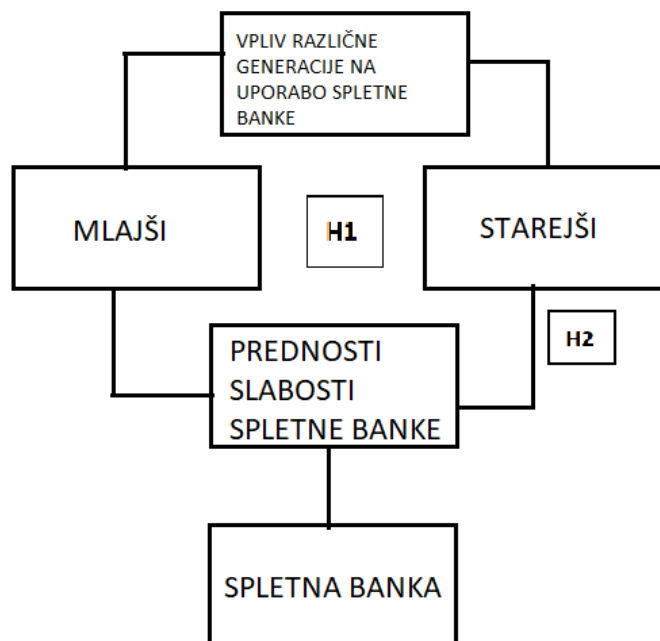 VPLIV RAZLIČNE
GENERACIJE NA
UPORABO SPLETNE
BANKE
MLAJŠI
H1
STAREJŠI
H2
PREDNOSTI
SLABOSTI
SPLETNE BANKE
SPLETNA BANKA